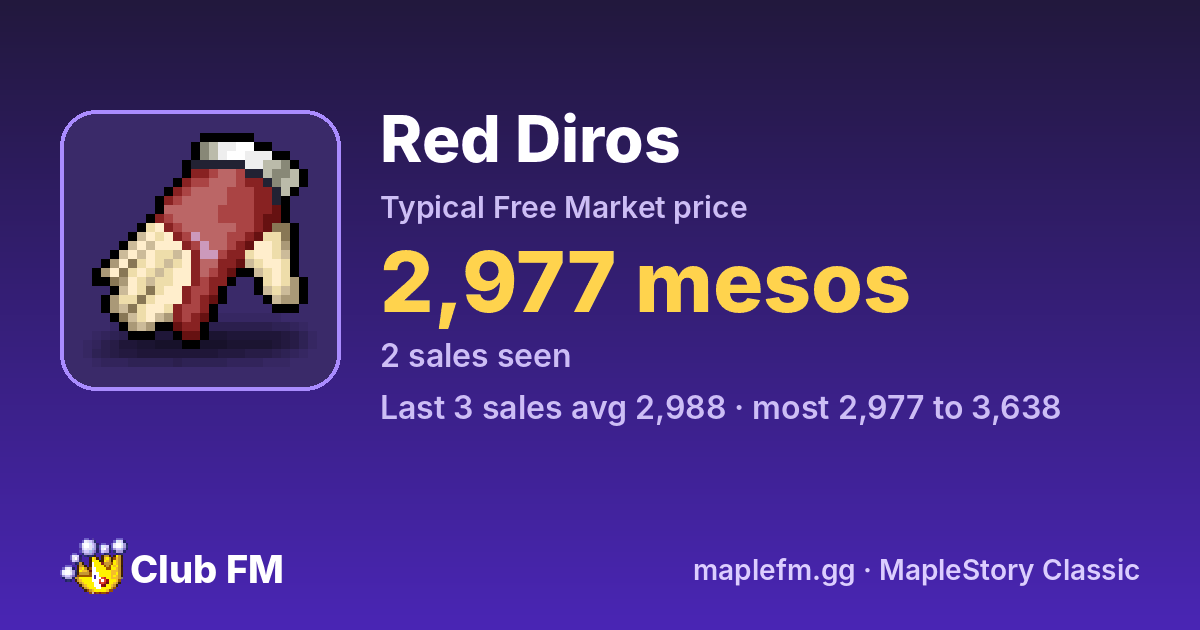 Red Diros
Typical Free Market price
2,977 mesos
2 sales seen
Last 3 sales avg 2,988 · most 2,977 to 3,638
Club FM
maplefm.gg · MapleStory Classic